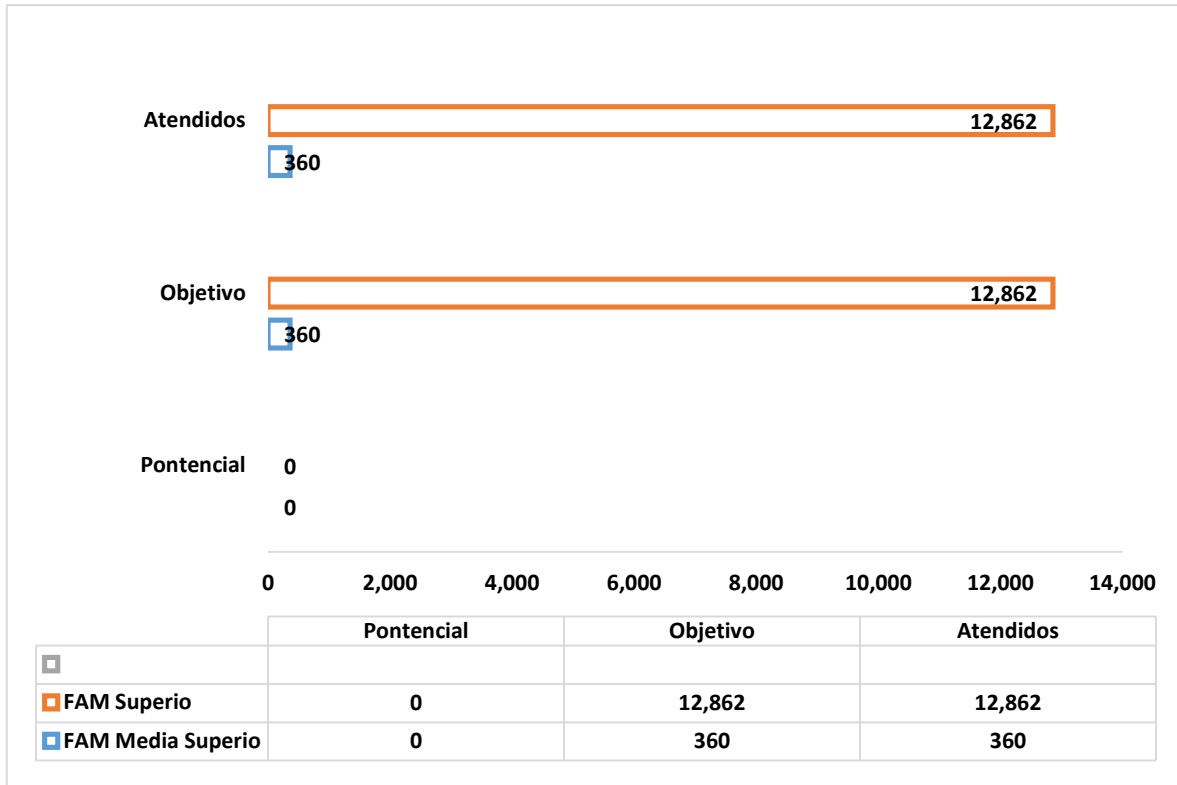 Atendidos
12,862
360
Objetivo
12,862
360
Pontencial
0
0
0 2,000 4,000 6,000 8,000 10,000 12,000 14,000
Pontencial Objetivo Atendidos
FAM Superio 0 12,862 12,862
FAM Media Superio 0 360 360